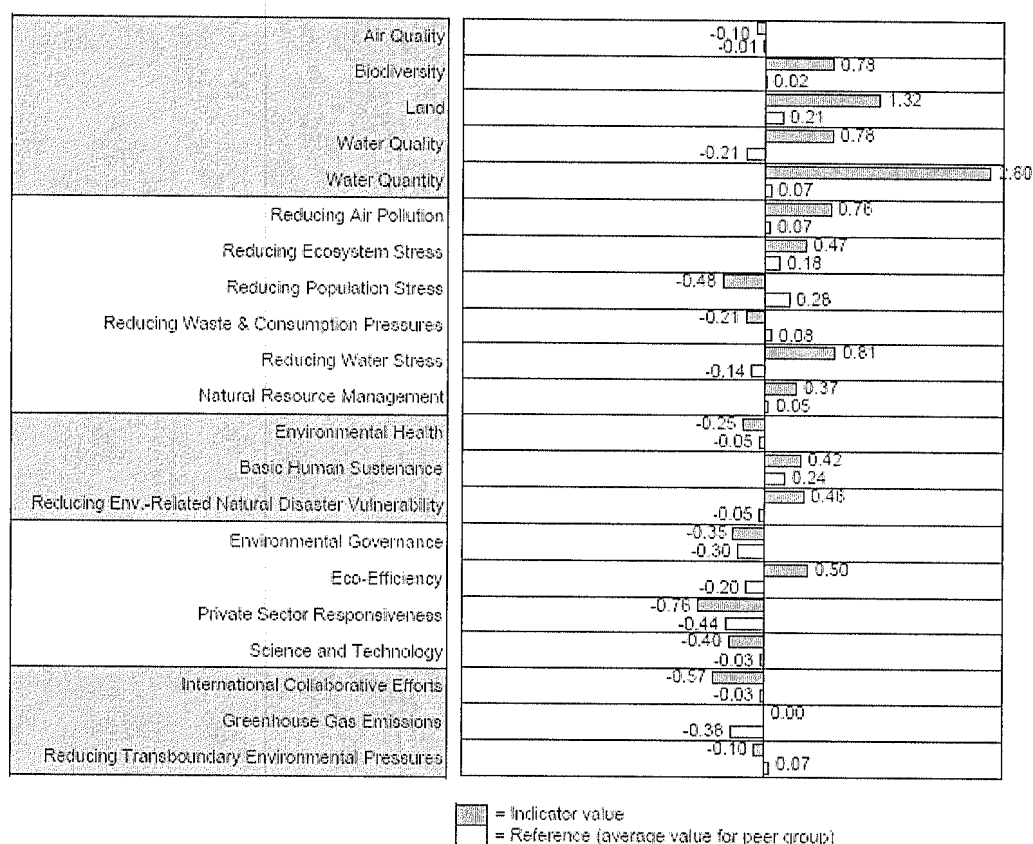 Air Quality
-0.10
-0.01
Biodiversity
0.78
0.02
Land
1.32
0.21
Water Quality
0.78
-0.21
Water Quantity
2.60
0.07
Reducing Air Pollution
0.76
0.07
Reducing Ecosystem Stress
0.47
0.18
Reducing Population Stress
-0.48
0.28
Reducing Waste & Consumption Pressures
-0.21
0.08
Reducing Water Stress
0.81
-0.14
Natural Resource Management
0.37
0.05
Environmental Health
-0.25
-0.05
Basic Human Sustenance
0.42
0.24
Reducing Env.-Related Natural Disaster Vulnerability
-0.05
Environmental Governance
-0.35
-0.30
Eco-Efficiency
0.50
-0.20
Private Sector Responsiveness
-0.76
-0.44
Science and Technology
-0.40
-0.03
International Collaborative Efforts
-0.57
-0.03
Greenhouse Gas Emissions
0.00
-0.38
Reducing Transboundary Environmental Pressures
-0.10
0.07
= Indicator value
= Reference (average value for peer group)